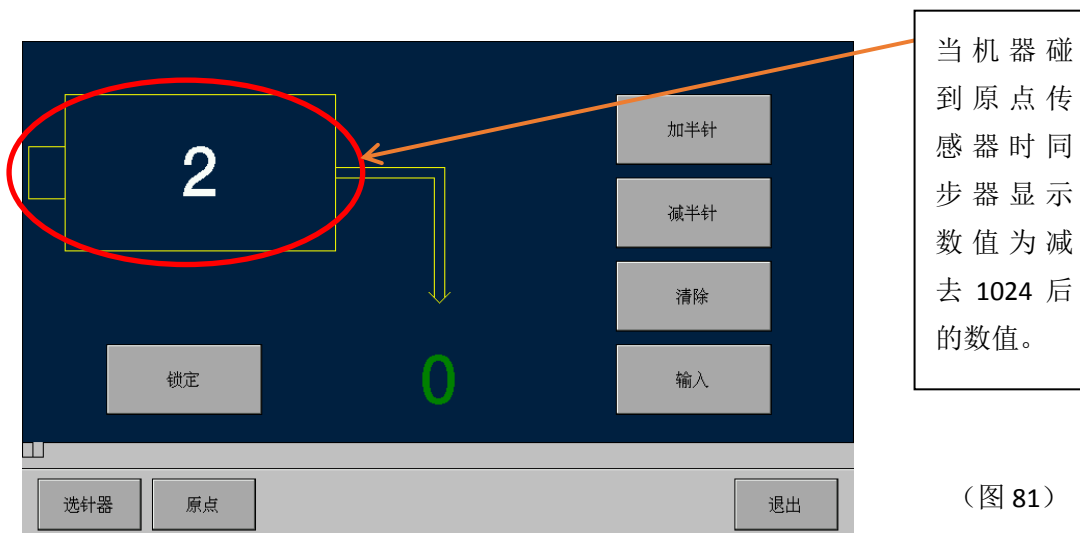 当机器碰
到原点传
感器时同
步器显示
数值为减
去 1024 后
的数值。
2
加半针
减半针
清除
锁定
0
输入
选针器
原点
退出
（图 81）